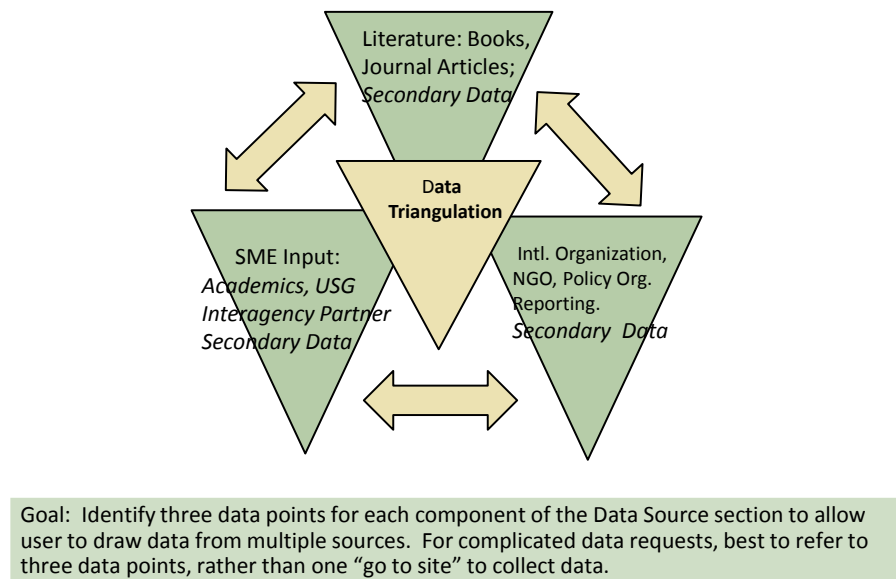 Literature: Books,
Journal Articles;
Secondary Data
Data
Triangulation
SME Input:
Academics, USG
Interagency Partner
Secondary Data
Intl. Organization,
NGO, Policy Org.
Reporting.
Secondary Data
Goal: Identify three data points for each component of the Data Source section to allow
user to draw data from multiple sources. For complicated data requests, best to refer to
three data points, rather than one “go to site” to collect data.